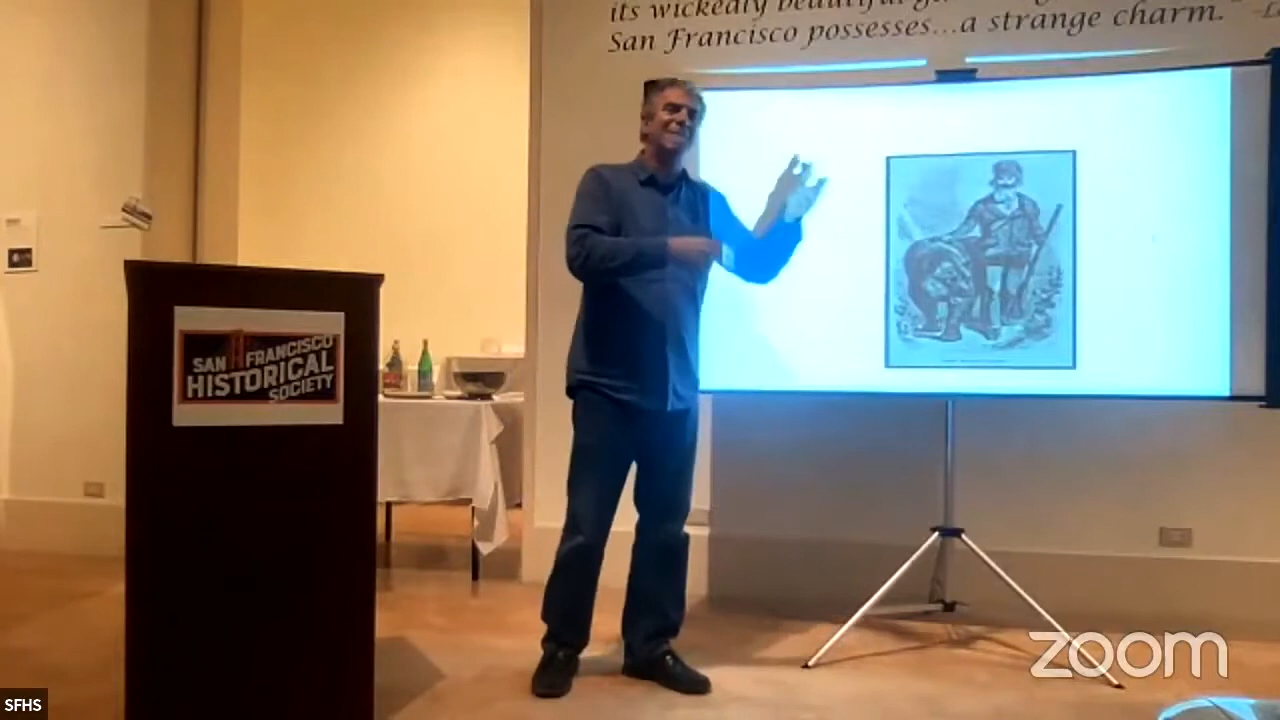 its wickedly beautiful
San Francisco possesses...a strange charm."
SAN FRANCISCO
HISTORICAL
SOCIETY
zoom
SFHS